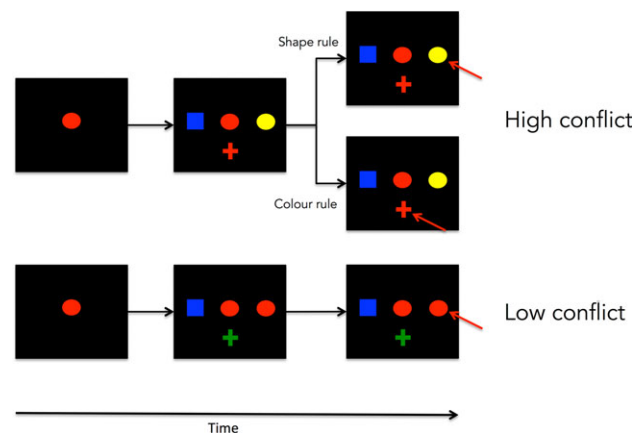 Shape rule
High conflict
Colour rule
Low conflict
Time